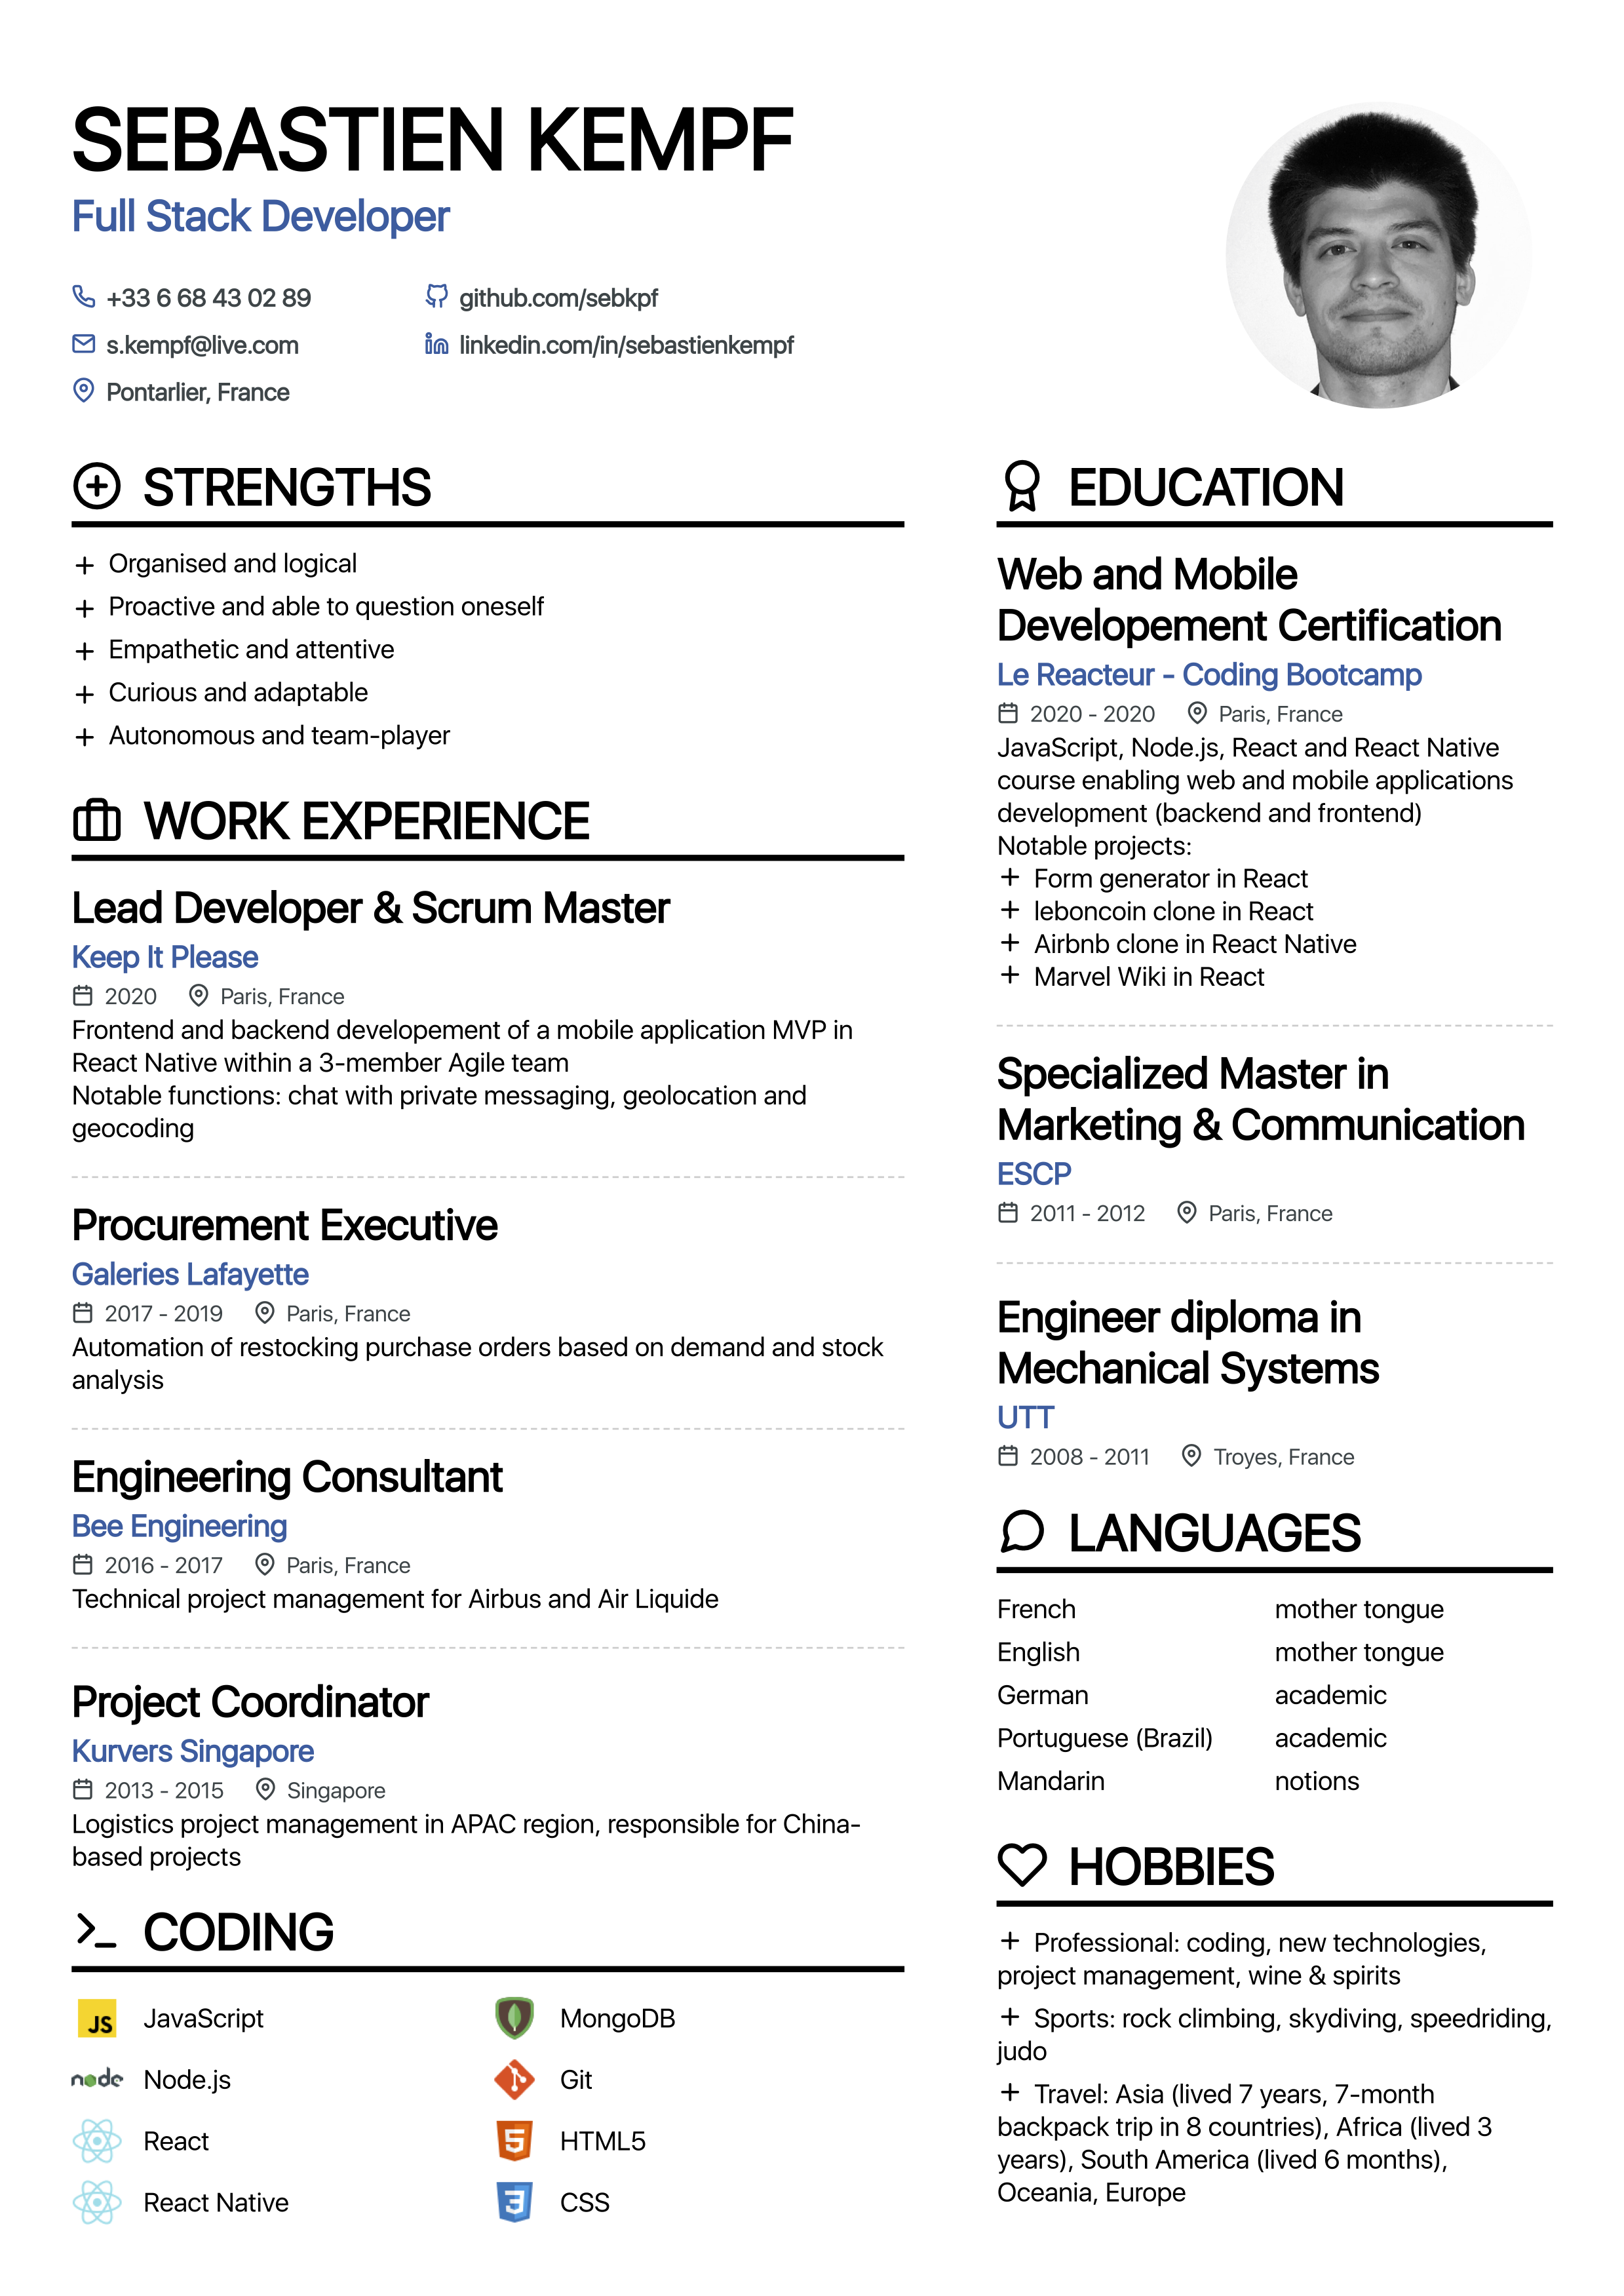 SEBASTIEN KEMPF
Full Stack Developer
+33 6 68 43 02 89
github.com/sebkpf
s.kempf@live.com
linkedin.com/in/sebastienkempf
Pontarlier, France
STRENGTHS
+ Organised and logical
+ Proactive and able to question oneself
+ Empathetic and attentive
+ Curious and adaptable
+ Autonomous and team-player
WORK EXPERIENCE
Lead Developer & Scrum Master
Keep It Please
2020 Paris, France
Frontend and backend developement of a mobile application MVP in
React Native within a 3-member Agile team
Notable functions: chat with private messaging, geolocation and
geocoding
Procurement Executive
Galeries Lafayette
2017 - 2019 Paris, France
Automation of restocking purchase orders based on demand and stock
analysis
Engineering Consultant
Bee Engineering
2016 - 2017 Paris, France
Technical project management for Airbus and Air Liquide
Project Coordinator
Kurvers Singapore
2013 - 2015 Singapore
Logistics project management in APAC region, responsible for China-
based projects
CODING
JS JavaScript
node Node.js
React
React Native
MongoDB
Git
5 HTML5
3 CSS
EDUCATION
Web and Mobile
Developement Certification
Le Reacteur - Coding Bootcamp
2020 - 2020 Paris, France
JavaScript, Node.js, React and React Native
course enabling web and mobile applications
development (backend and frontend)
Notable projects:
+ Form generator in React
+ leboncoin clone in React
+ Airbnb clone in React Native
+ Marvel Wiki in React
Specialized Master in
Marketing & Communication
ESCP
2011 - 2012 Paris, France
Engineer diploma in
Mechanical Systems
UTT
2008 - 2011 Troyes, France
LANGUAGES
French mother tongue
English mother tongue
German academic
Portuguese (Brazil) academic
Mandarin notions
HOBBIES
+ Professional: coding, new technologies,
project management, wine & spirits
+ Sports: rock climbing, skydiving, speedriding,
judo
+ Travel: Asia (lived 7 years, 7-month
backpack trip in 8 countries), Africa (lived 3
years), South America (lived 6 months),
Oceania, Europe